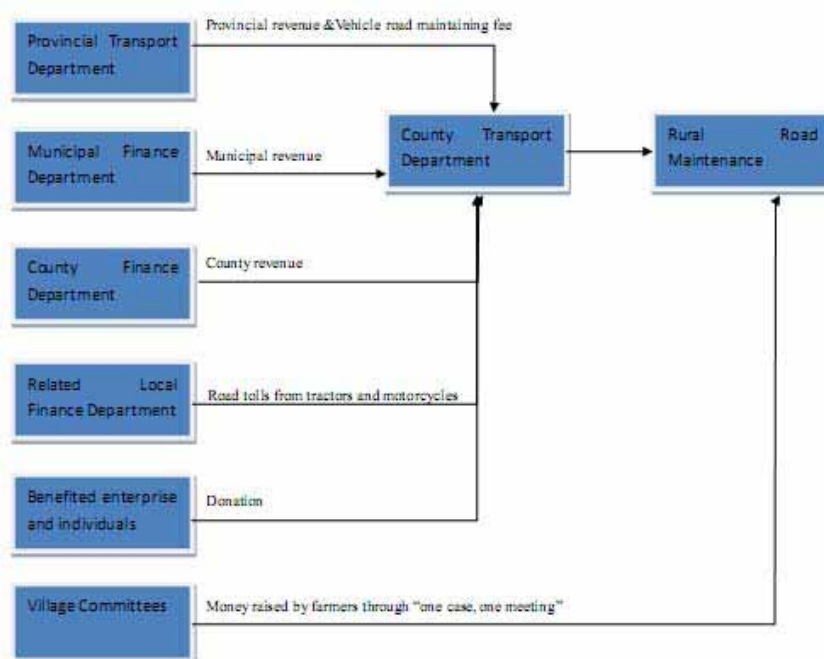 Provincial revenue &Vehicle road maintaining fee
Provincial Transport
Department
County Transport
Department
Rural Road
Maintenance
Municipal Finance
Department
Municipal revenue
County Finance
Department
County revenue
Related Local
Finance Department
Road tolls from tractors and motorcycles
Benefited enterprise
and individuals
Donation
Village Committees
Money raised by farmers through “one case, one meeting”